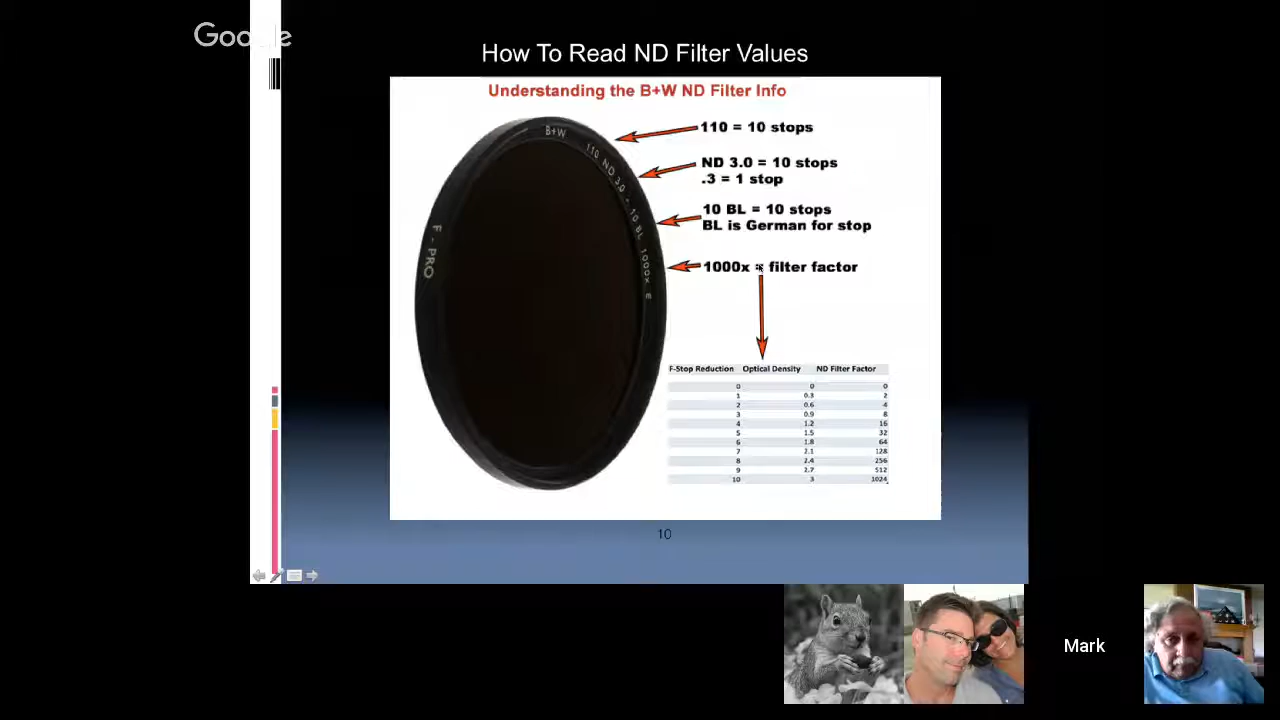 Google
How To Read ND Filter Values
Understanding the B+W ND Filter Info
B+W
110 ND 3.0 - 10 BL 1000x E
F - PRO
110 = 10 stops
ND 3.0 = 10 stops
.3 = 1 stop
10 BL = 10 stops
BL is German for stop
1000x = filter factor
F-Stop Reduction Optical Density ND Filter Factor
0 0 0
1 0.3 2
2 0.6 4
3 0.9 8
4 1.2 16
5 1.5 32
6 1.8 64
7 2.1 128
8 2.4 256
9 2.7 512
10 3 1024
10
Mark